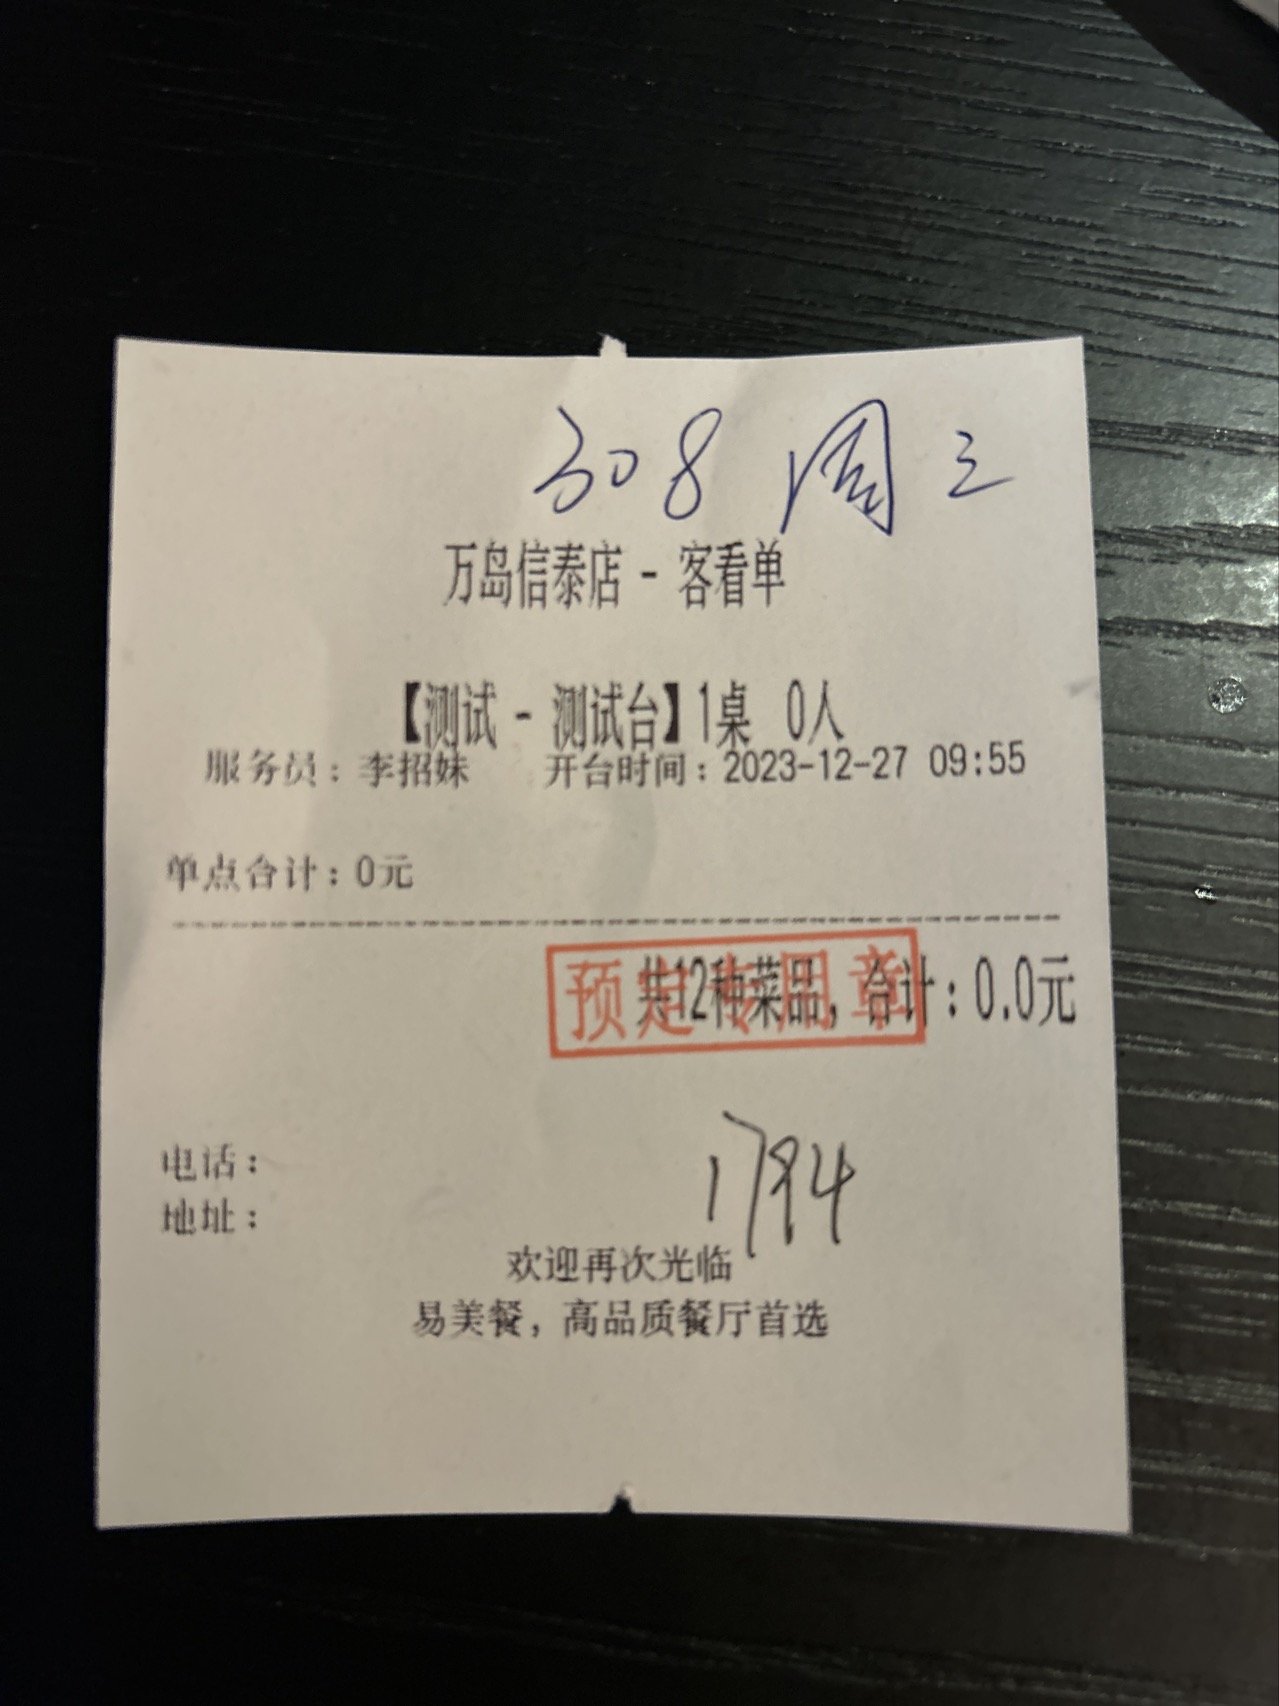 308 周三
万岛信泰店 - 客看单
【测试 - 测试台】1桌 0人
服务员：李招妹 开台时间：2023-12-27 09:55
单点合计：0元
共12种菜品，合计：0.0元
预定专用章
电话：
地址：
1794
欢迎再次光临
易美餐，高品质餐厅首选